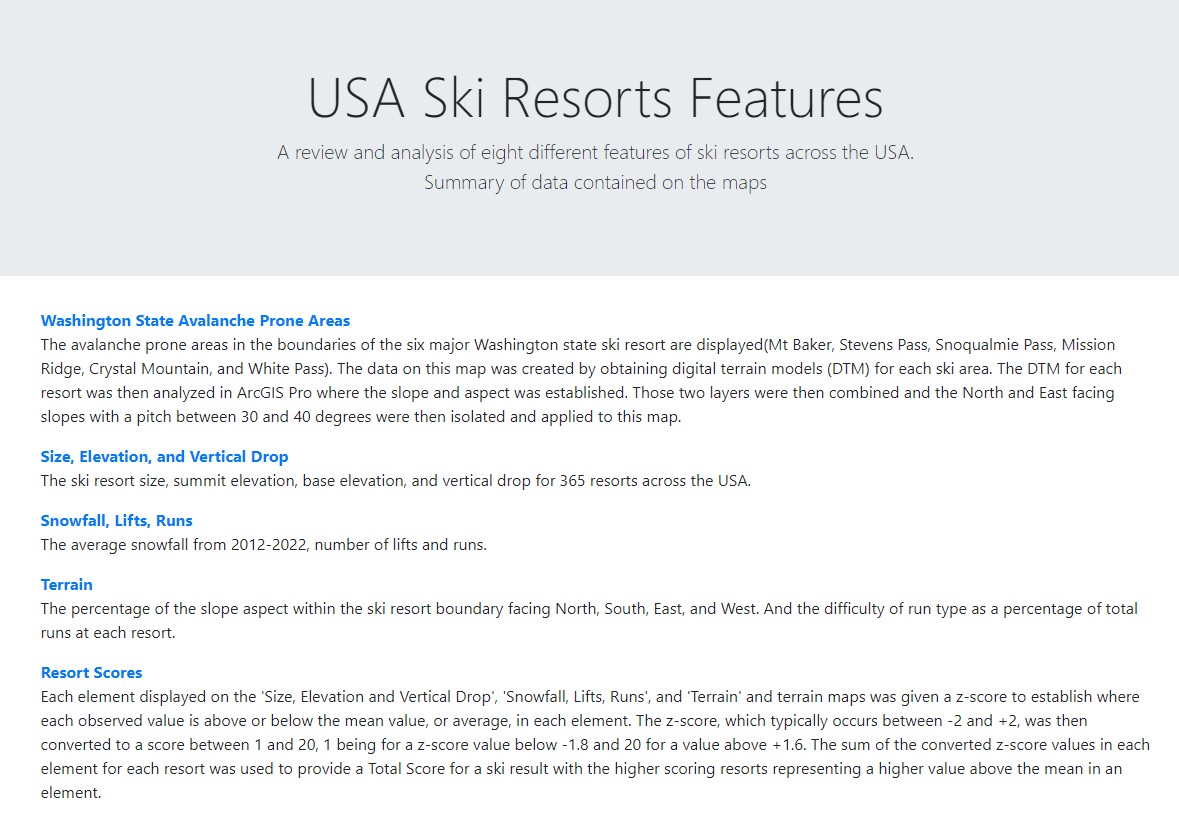 USA Ski Resorts Features
A review and analysis of eight different features of ski resorts across the USA.
Summary of data contained on the maps
Washington State Avalanche Prone Areas
The avalanche prone areas in the boundaries of the six major Washington state ski resort are displayed(Mt Baker, Stevens Pass, Snoqualmie Pass, Mission
Ridge, Crystal Mountain, and White Pass). The data on this map was created by obtaining digital terrain models (DTM) for each ski area. The DTM for each
resort was then analyzed in ArcGIS Pro where the slope and aspect was established. Those two layers were then combined and the North and East facing
slopes with a pitch between 30 and 40 degrees were then isolated and applied to this map.
Size, Elevation, and Vertical Drop
The ski resort size, summit elevation, base elevation, and vertical drop for 365 resorts across the USA.
Snowfall, Lifts, Runs
The average snowfall from 2012-2022, number of lifts and runs.
Terrain
The percentage of the slope aspect within the ski resort boundary facing North, South, East, and West. And the difficulty of run type as a percentage of total
runs at each resort.
Resort Scores
Each element displayed on the 'Size, Elevation and Vertical Drop', 'Snowfall, Lifts, Runs', and 'Terrain' and terrain maps was given a z-score to establish where
each observed value is above or below the mean value, or average, in each element. The z-score, which typically occurs between -2 and +2, was then
converted to a score between 1 and 20, 1 being for a z-score value below -1.8 and 20 for a value above +1.6. The sum of the converted z-score values in each
element for each resort was used to provide a Total Score for a ski result with the higher scoring resorts representing a higher value above the mean in an
element.